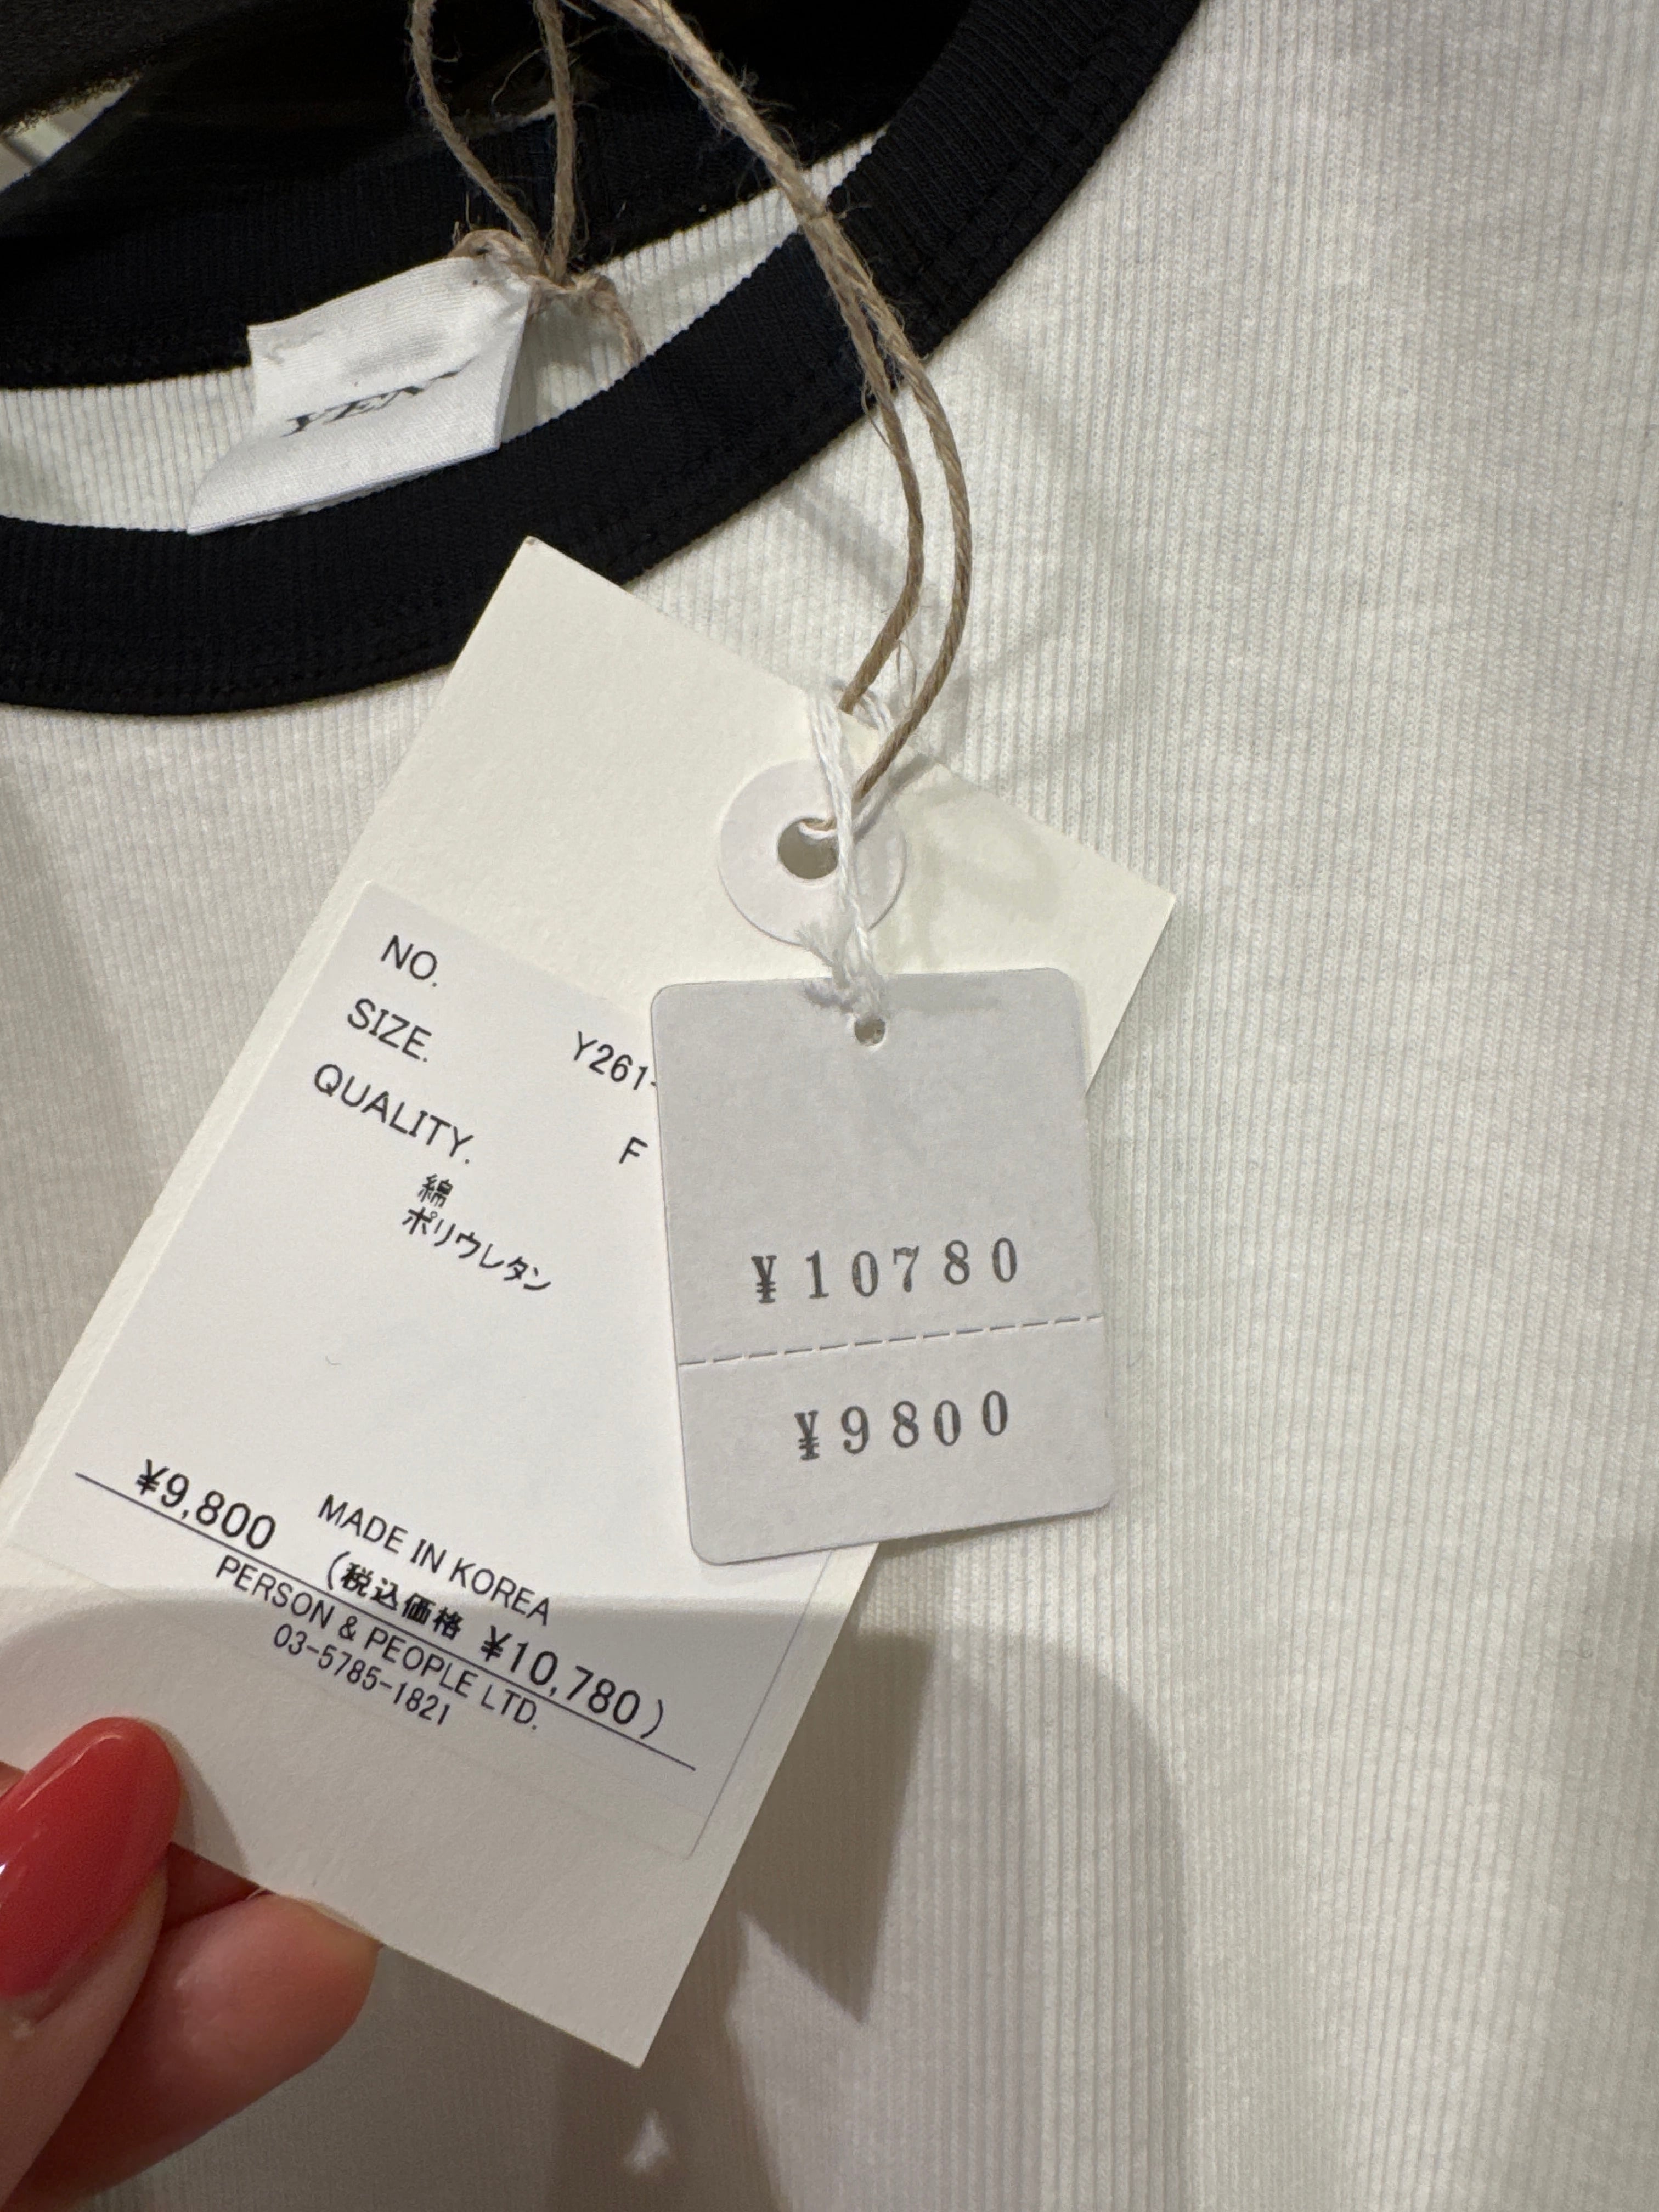 NO.
Y261-
SIZE.
F
QUALITY.
綿
ポリウレタン
MADE IN KOREA
¥9,800 (税込価格 ¥10,780)
PERSON & PEOPLE LTD.
03-5785-1821
¥10780
¥9800